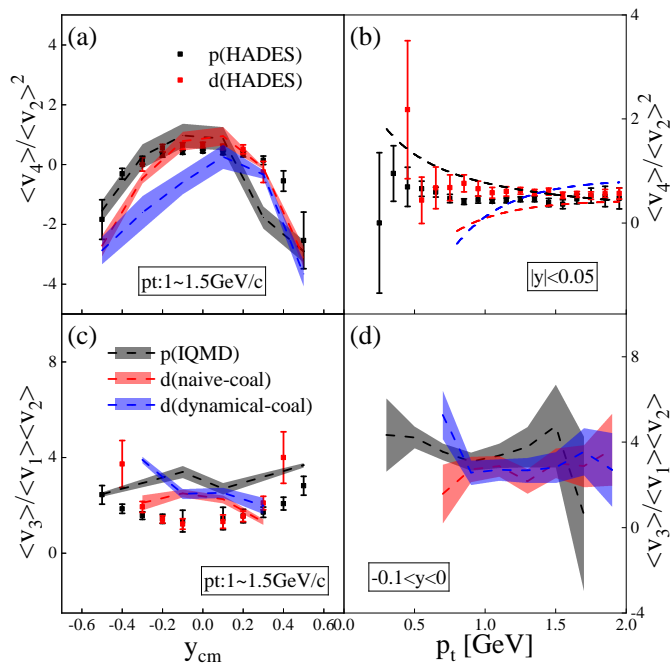 (a)
p(HADES)
d(HADES)
<v₄>/<v₂>²
4
2
0
-2
-4
pt:1~1.5GeV/c
(b)
<v₄>/<v₂>²
4
2
0
|y|<0.05
(c)
p(IQMD)
d(naive-coal)
d(dynamical-coal)
<v₃>/<v₁><v₂>
8
4
0
pt:1~1.5GeV/c
-0.6 -0.4 -0.2 0.0 0.2 0.4 0.6
y_cm
(d)
<v₃>/<v₁><v₂>
8
4
0
-4
-0.1<y<0
0.0 0.5 1.0 1.5 2.0
p_t [GeV]